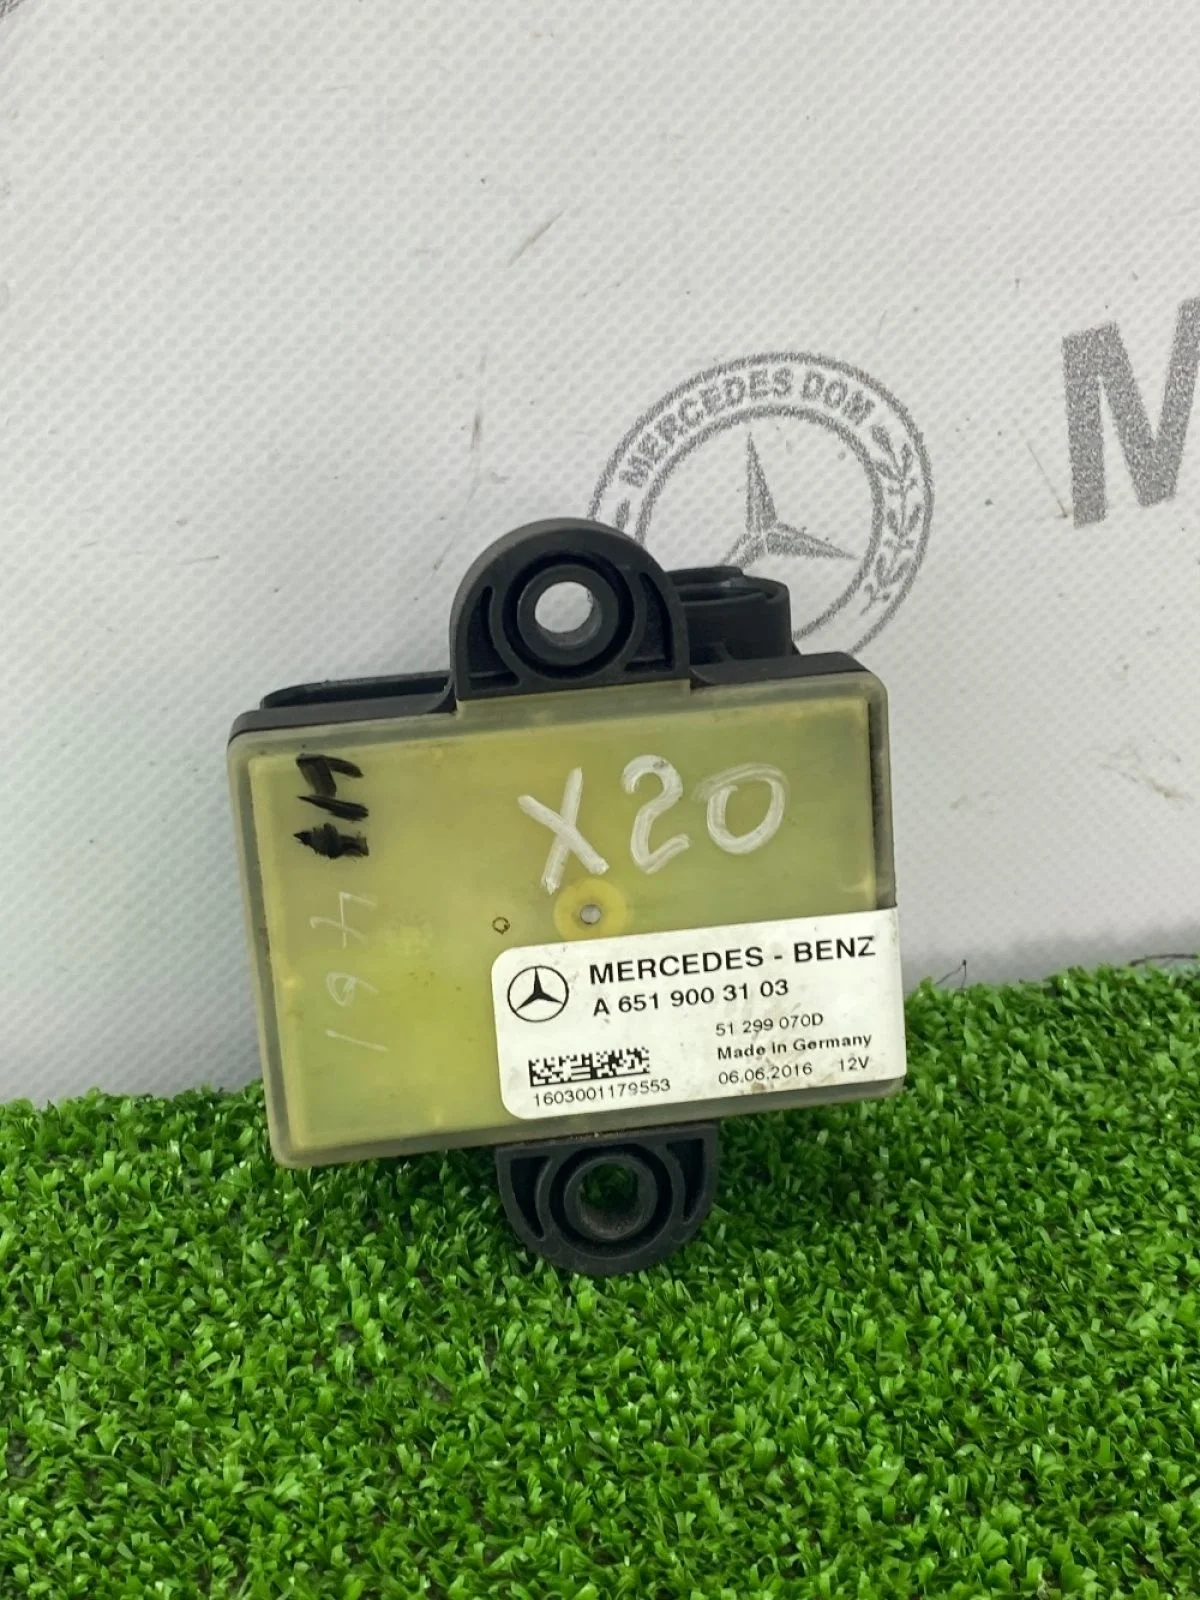 MERCEDES DOM
M
X20
197
MERCEDES - BENZ
A 651 900 31 03
51 299 070D
Made in Germany
06.06.2016 12V
1603001179553